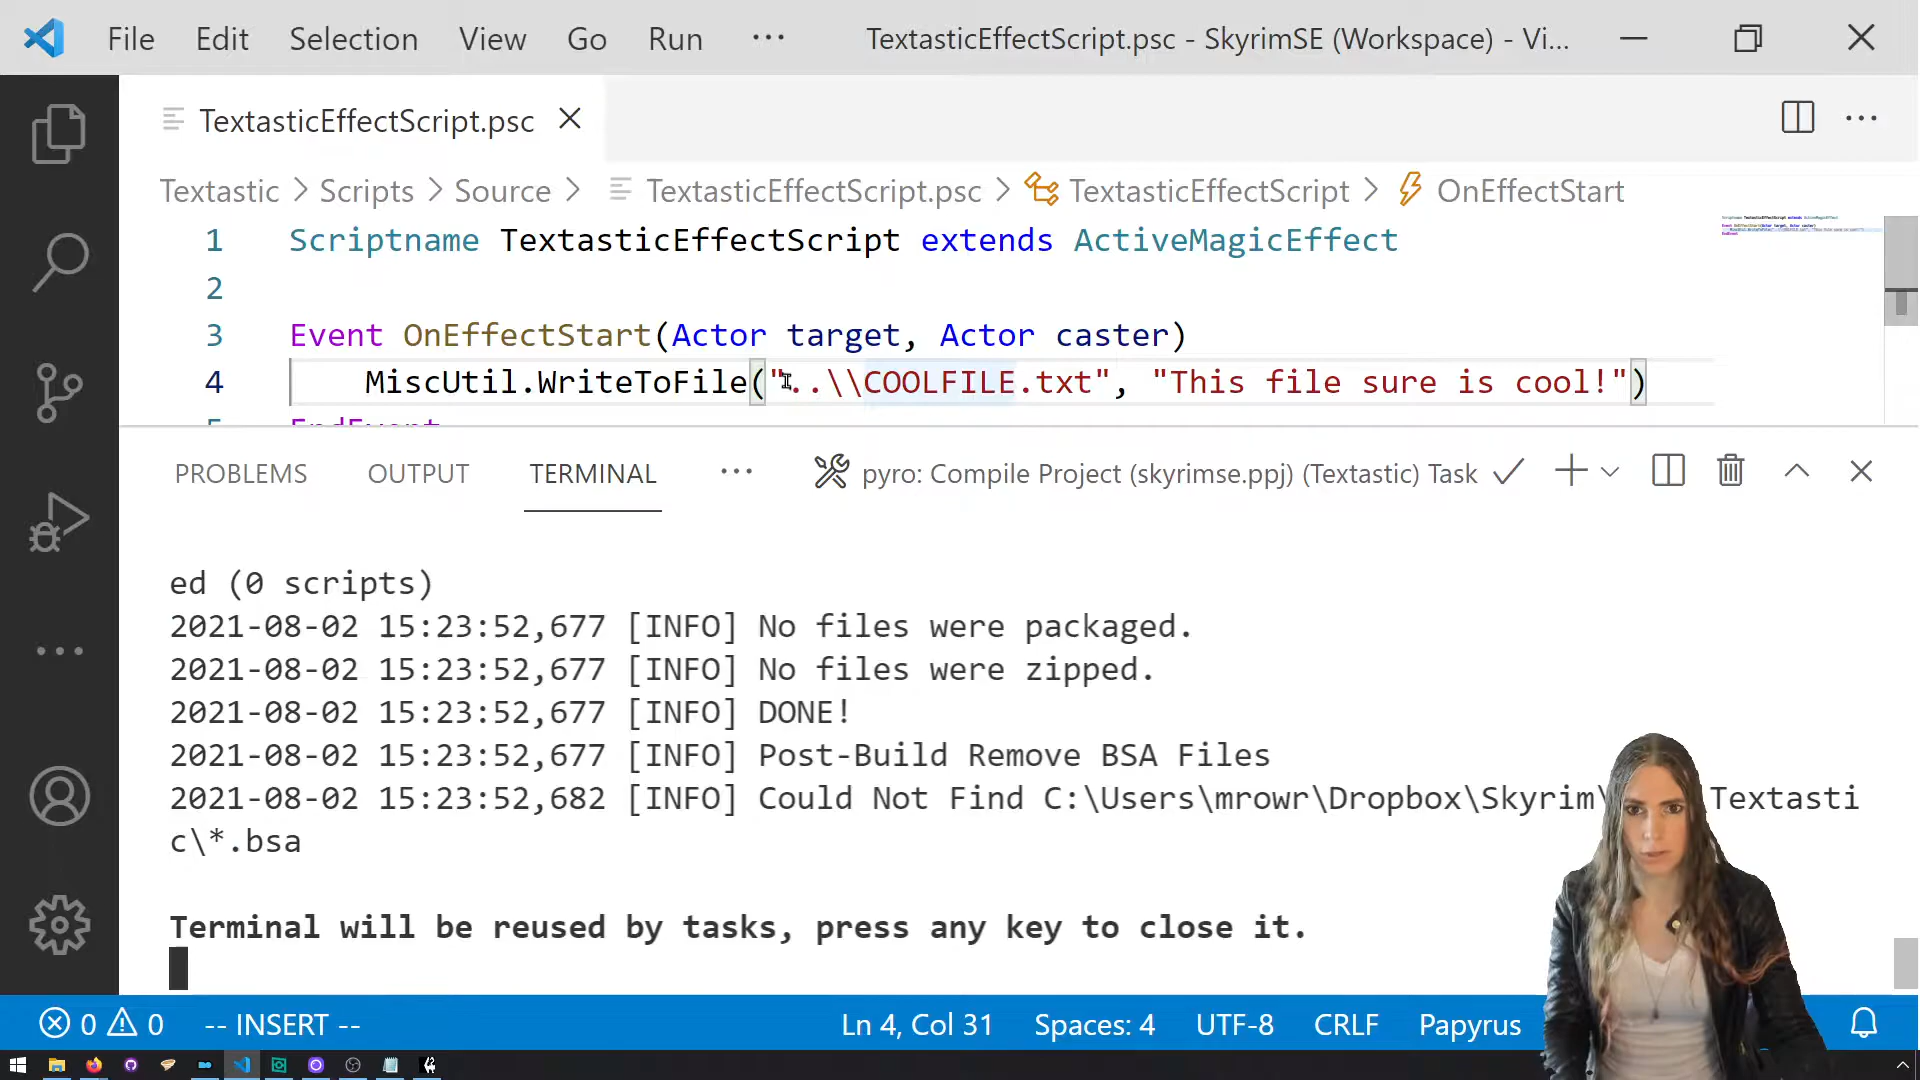 File Edit Selection View Go Run ··· TextasticEffectScript.psc - SkyrimSE (Workspace) - Vi...
TextasticEffectScript.psc
Textastic > Scripts > Source > TextasticEffectScript.psc > TextasticEffectScript > OnEffectStart
1 Scriptname TextasticEffectScript extends ActiveMagicEffect
2
3 Event OnEffectStart(Actor target, Actor caster)
4 MiscUtil.WriteToFile("..\\COOLFILE.txt", "This file sure is cool!")
5 EndEvent
PROBLEMS OUTPUT TERMINAL ··· pyro: Compile Project (skyrimse.ppj) (Textastic) Task
ed (0 scripts)
2021-08-02 15:23:52,677 [INFO] No files were packaged.
2021-08-02 15:23:52,677 [INFO] No files were zipped.
2021-08-02 15:23:52,677 [INFO] DONE!
2021-08-02 15:23:52,677 [INFO] Post-Build Remove BSA Files
2021-08-02 15:23:52,682 [INFO] Could Not Find C:\Users\mrowr\Dropbox\Skyrim\ Textasti
c\*.bsa
Terminal will be reused by tasks, press any key to close it.
0 0 -- INSERT -- Ln 4, Col 31 Spaces: 4 UTF-8 CRLF Papyrus